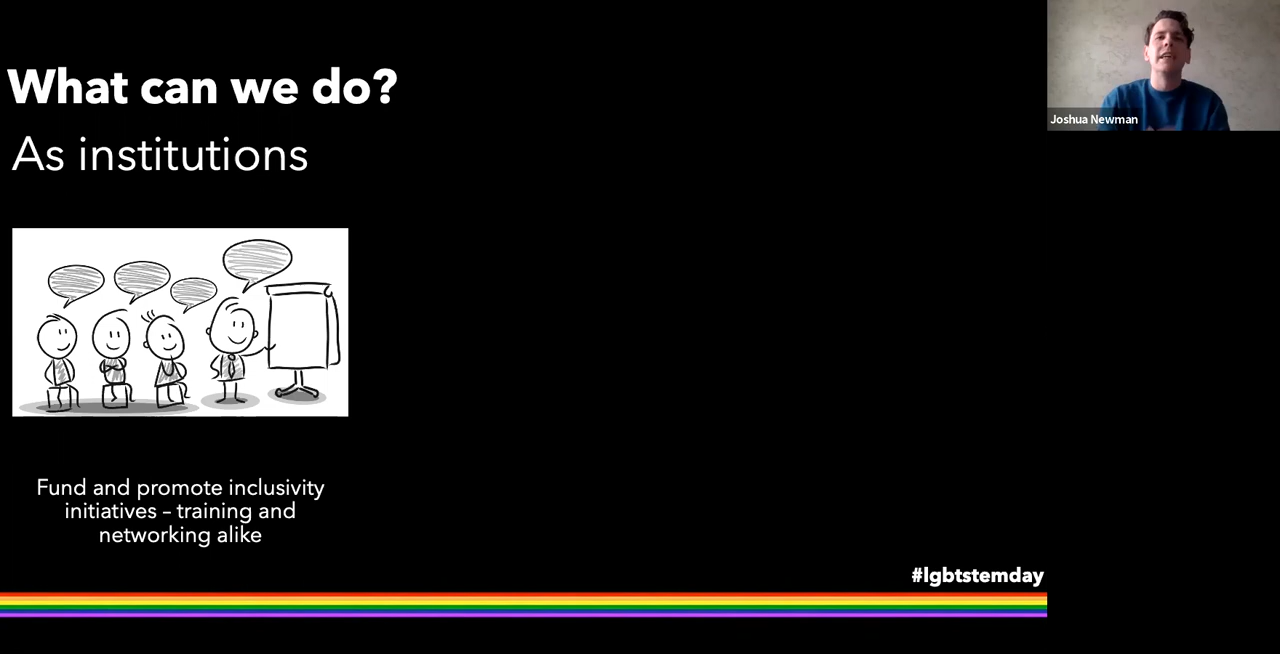 What can we do?
As institutions
Joshua Newman
Fund and promote inclusivity
initiatives – training and
networking alike
#lgbtstemday